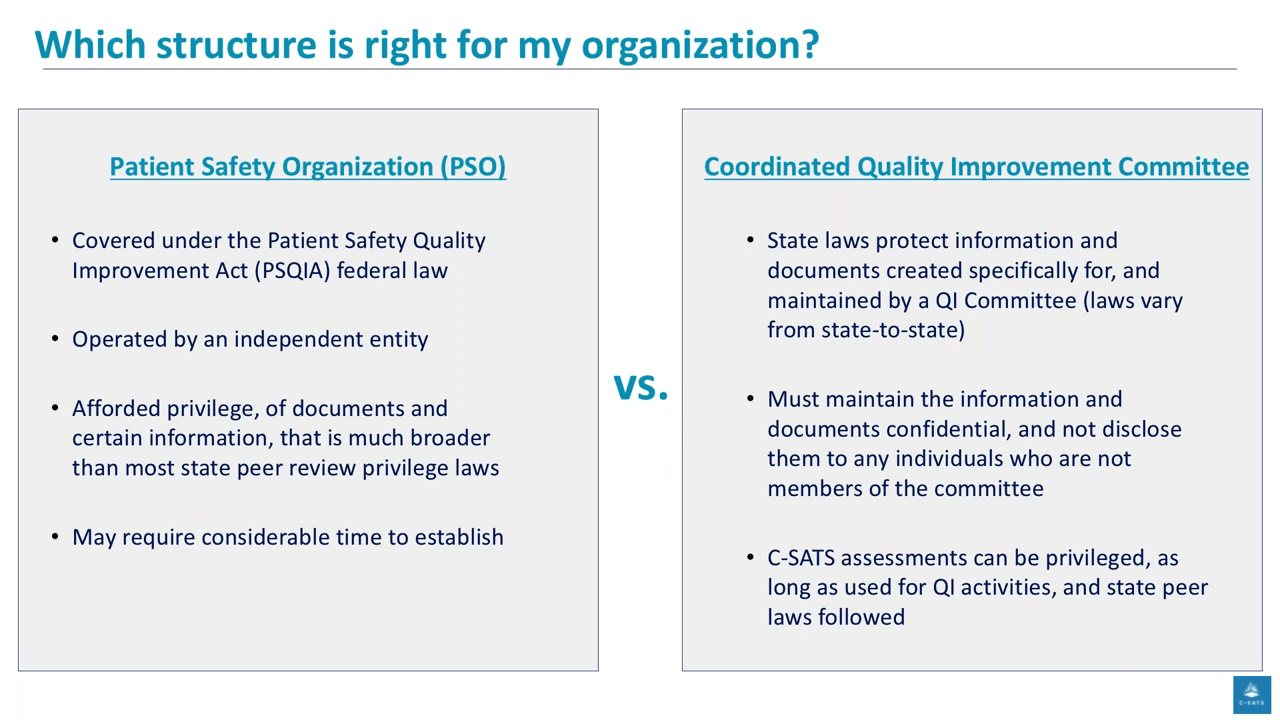 Which structure is right for my organization?
Patient Safety Organization (PSO)
• Covered under the Patient Safety Quality
Improvement Act (PSQIA) federal law
• Operated by an independent entity
• Afforded privilege, of documents and
certain information, that is much broader
than most state peer review privilege laws
• May require considerable time to establish
vs.
Coordinated Quality Improvement Committee
• State laws protect information and
documents created specifically for, and
maintained by a QI Committee (laws vary
from state-to-state)
• Must maintain the information and
documents confidential, and not disclose
them to any individuals who are not
members of the committee
• C-SATS assessments can be privileged, as
long as used for QI activities, and state peer
laws followed
C-SATS